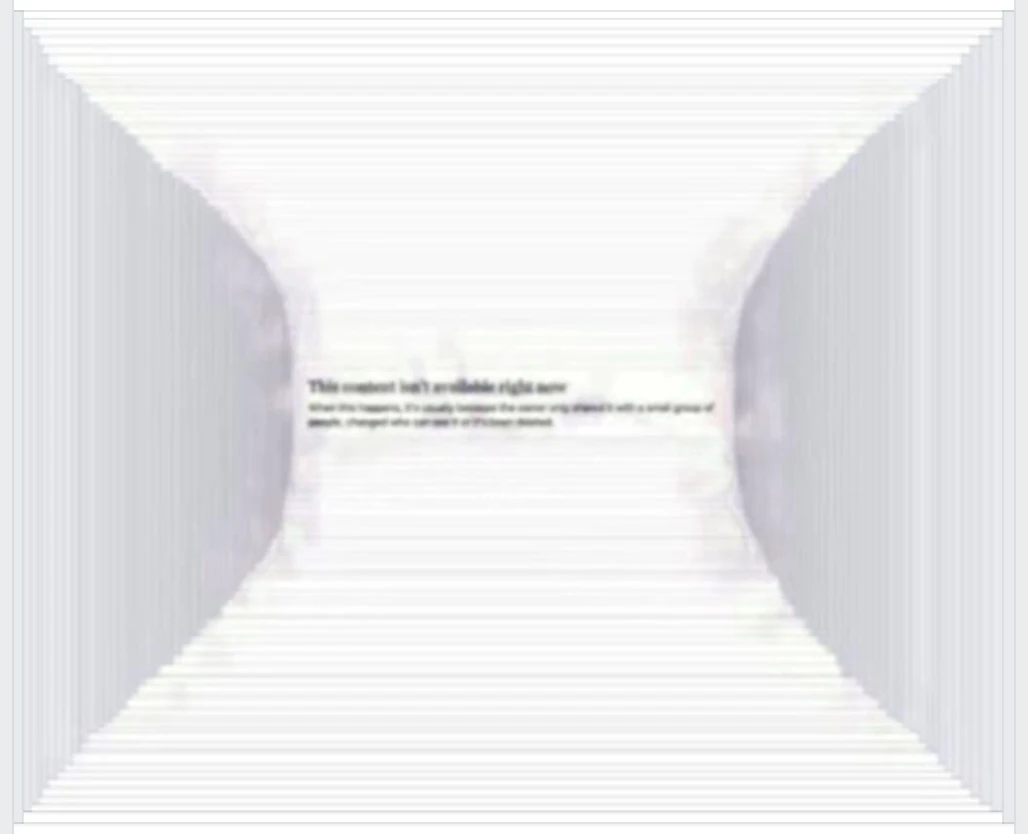 This content isn't available right now
When this happens, it's usually because the owner only shared it with a small group of
people, changed who can see it or it's been deleted.